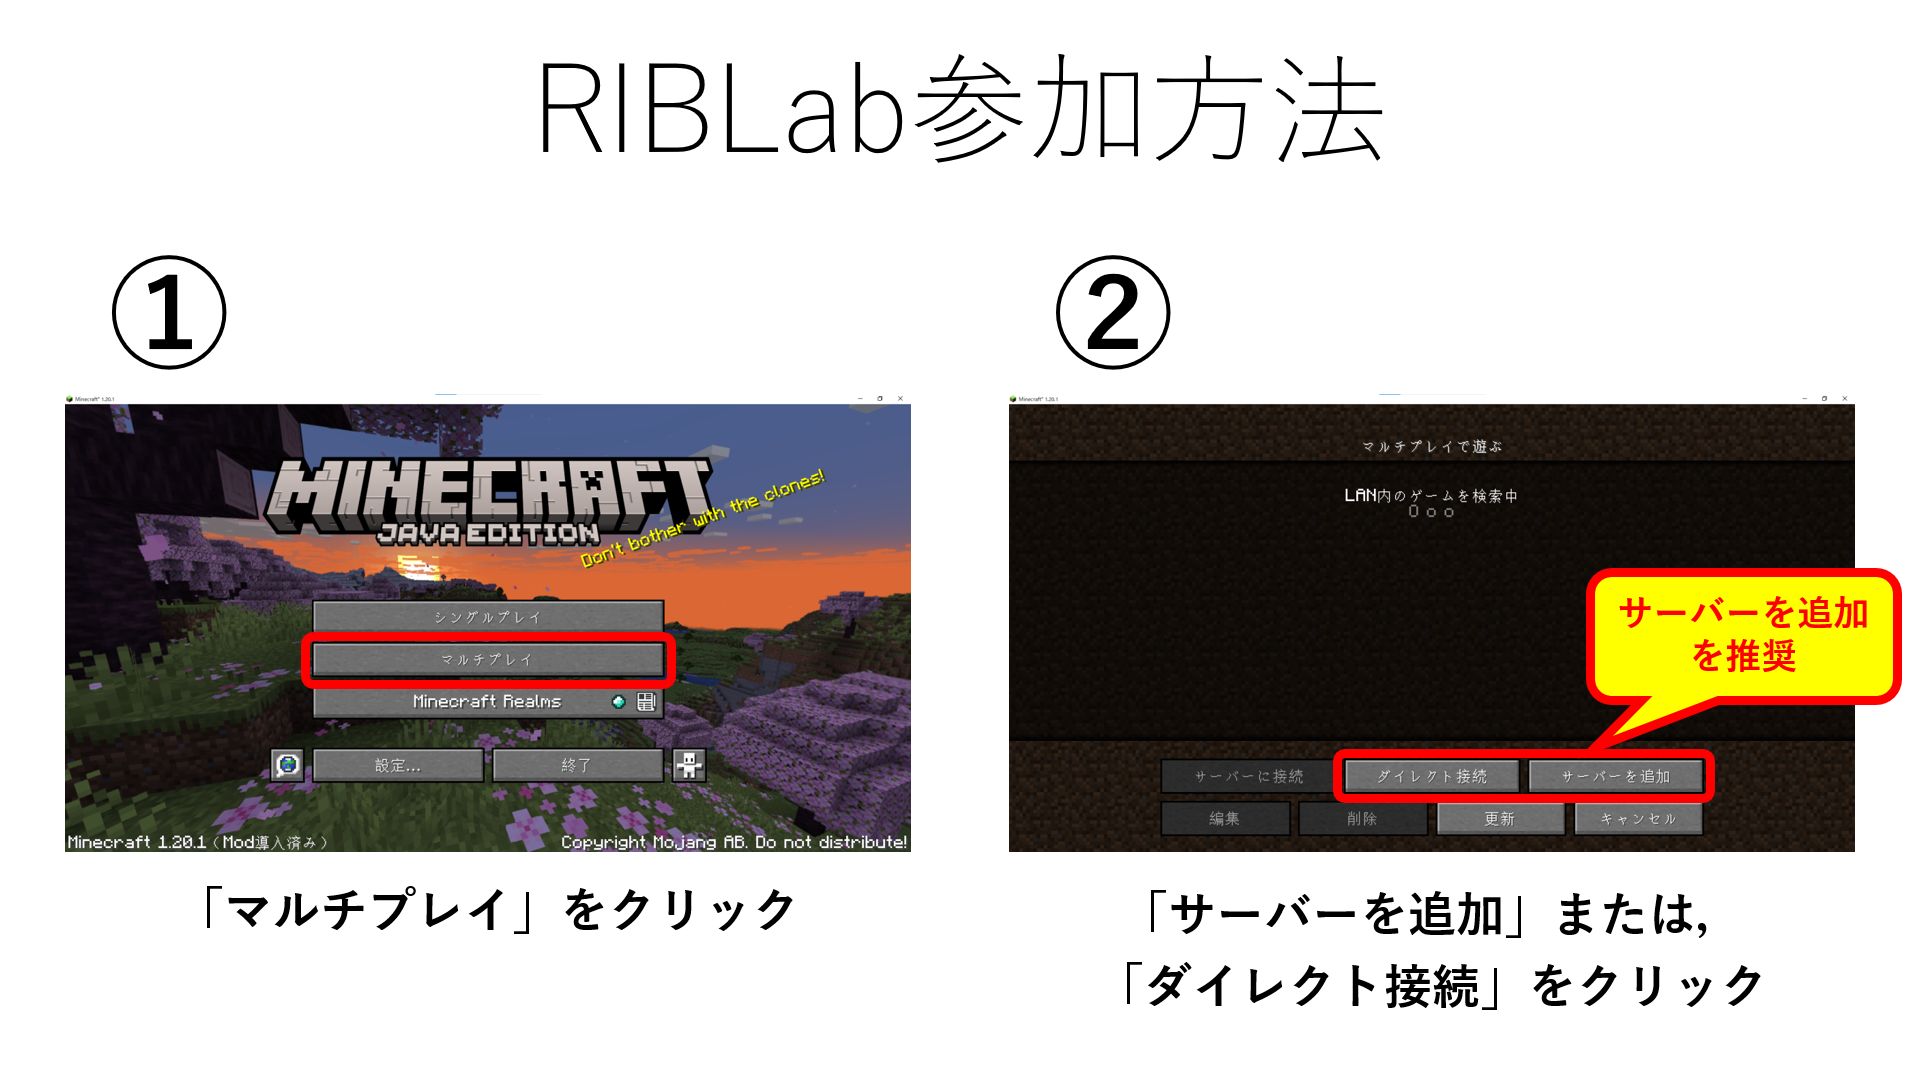 RIBLab参加方法
①
Minecraft* 1.20.1
MINECRAFT
JAVA EDITION
Don't bother with the clones!
シングルプレイ
マルチプレイ
Minecraft Realms
設定...
終了
Minecraft 1.20.1（Mod導入済み）
Copyright Mojang AB. Do not distribute!
「マルチプレイ」をクリック
②
Minecraft* 1.20.1
マルチプレイで遊ぶ
LAN内のゲームを検索中
O o o
サーバーを追加
を推奨
サーバーに接続
ダイレクト接続
サーバーを追加
編集
削除
更新
キャンセル
「サーバーを追加」または,
「ダイレクト接続」をクリック